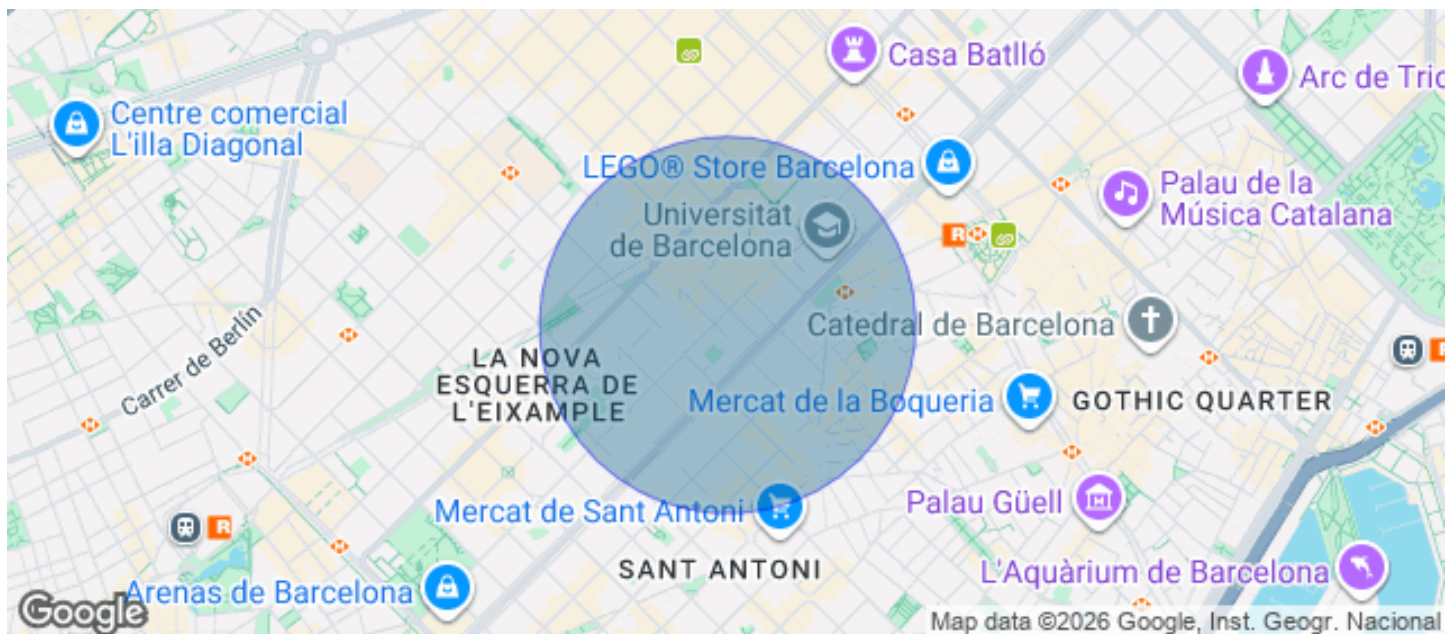 Casa Batlló
Arc de Trio
Centre comercial
L'illa Diagonal
LEGO® Store Barcelona
Palau de la
Música Catalana
Universitat
de Barcelona
Catedral de Barcelona
Carrer de Berlín
LA NOVA
ESQUERRA DE
L'EIXAMPLE
Mercat de la Boqueria
GOTHIC QUARTER
Mercat de Sant Antoni
Palau Güell
SANT ANTONI
L'Aquàrium de Barcelona
Arenas de Barcelona
Google
Map data ©2026 Google, Inst. Geogr. Nacional